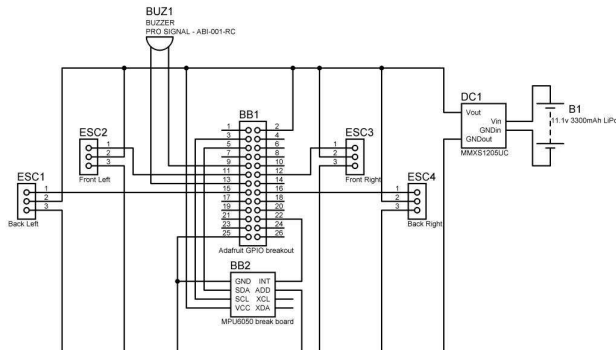 BUZ1
BUZZER
PRO SIGNAL - ABI-001-RC
DC1
Vout
Vin
GNDin
GNDout
MMXS1205UC
B1
11.1v 3300mAh LiPo
ESC2
1
2
3
Front Left
BB1
1 2
3 4
5 6
7 8
9 10
11 12
13 14
15 16
17 18
19 20
21 22
23 24
25 26
Adafruit GPIO breakout
ESC3
1
2
3
Front Right
ESC1
1
2
3
Back Left
ESC4
1
2
3
Back Right
BB2
GND INT
SDA ADD
SCL XCL
VCC XDA
MPU6050 break board